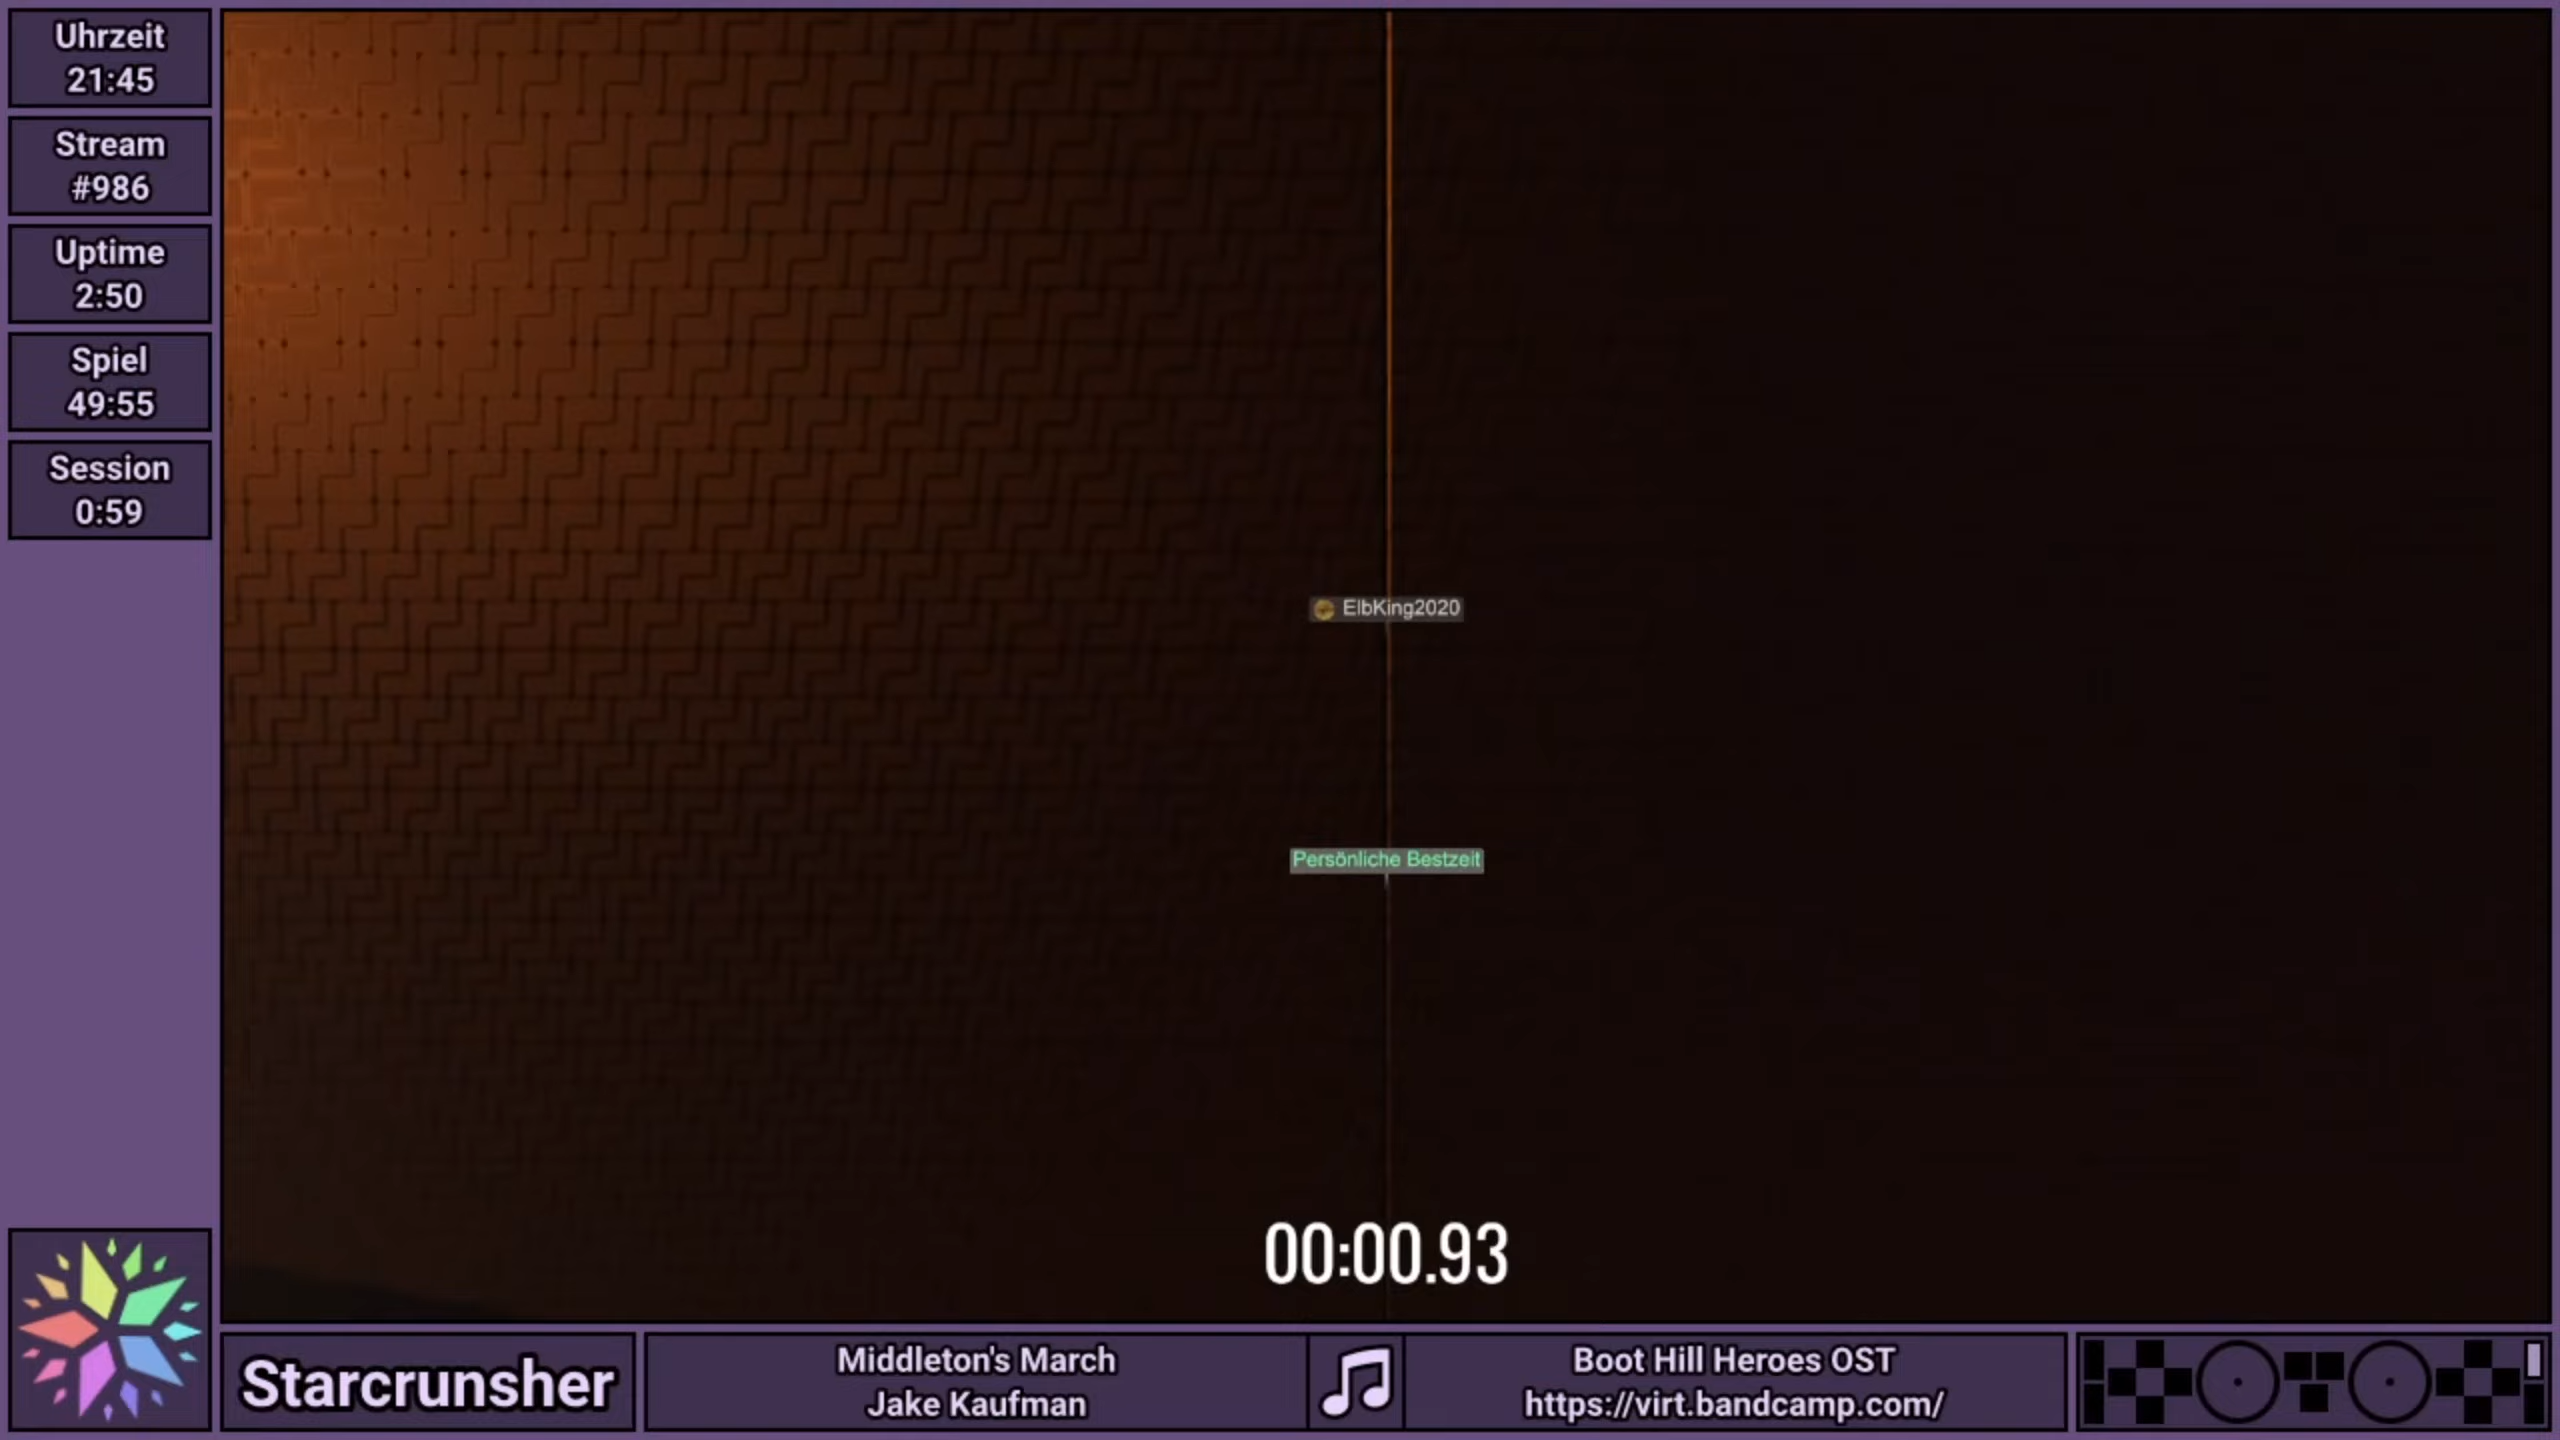 Uhrzeit
21:45
Stream
#986
Uptime
2:50
Spiel
49:55
Session
0:59
ElbKing2020
Persönliche Bestzeit
00:00.93
Starcrunsher
Middleton's March
Jake Kaufman
Boot Hill Heroes OST
https://virt.bandcamp.com/